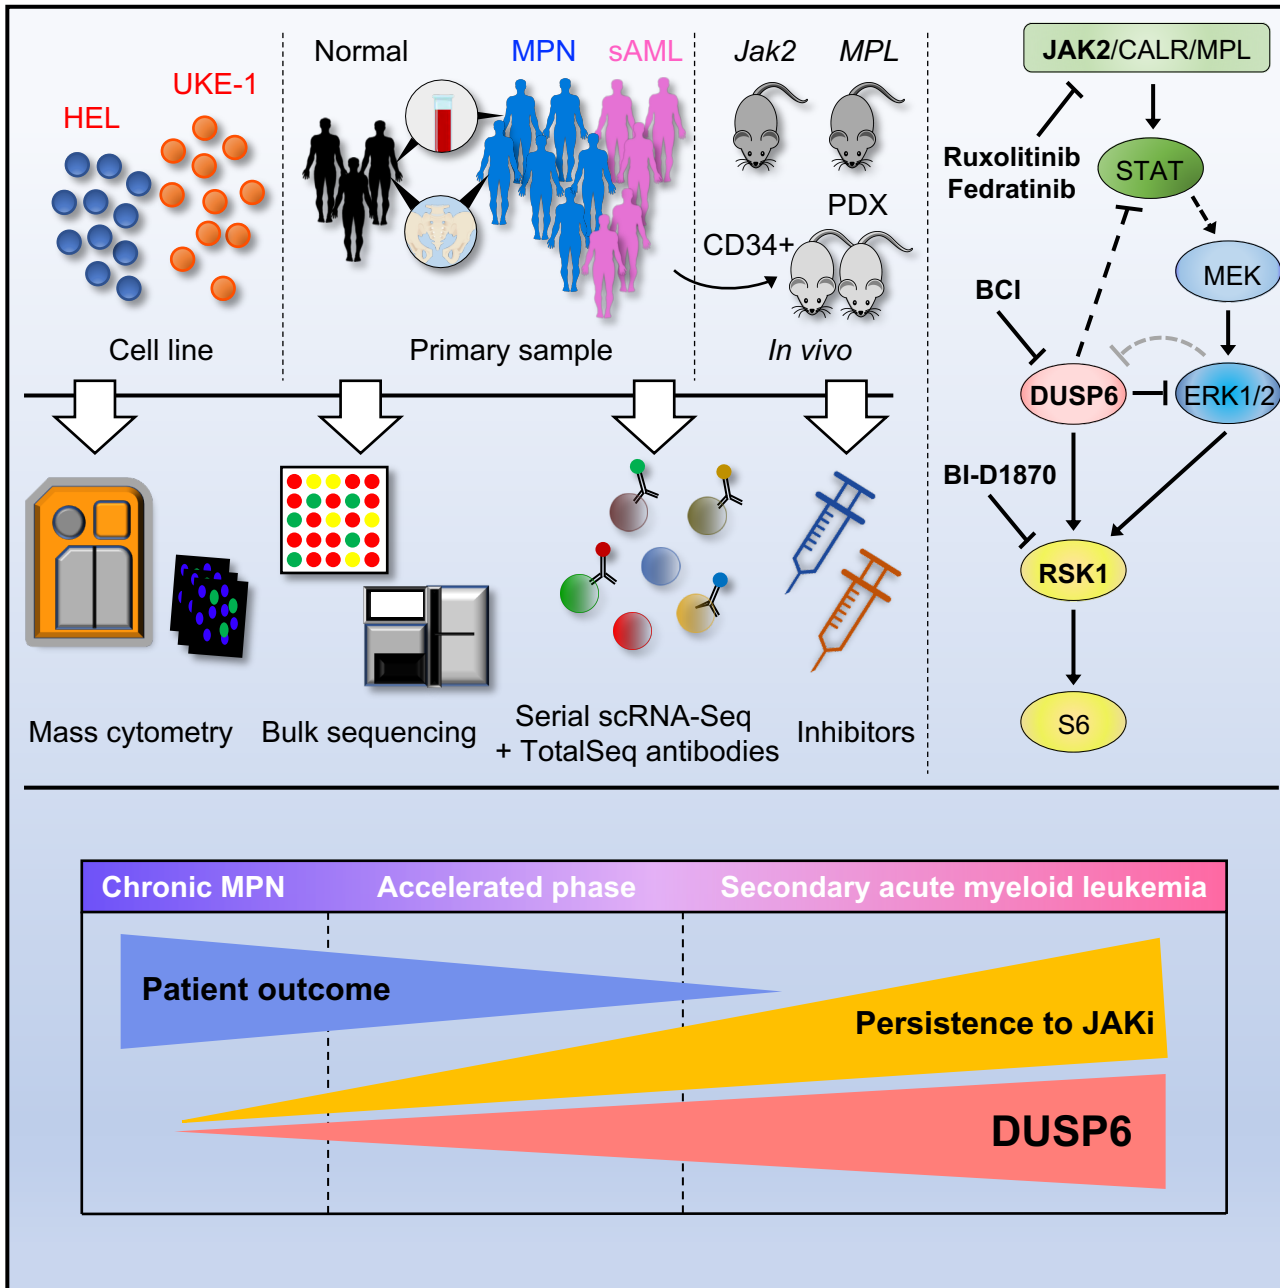 HEL
UKE-1
Cell line
Normal
MPN
sAML
Primary sample
Jak2
MPL
PDX
CD34+
In vivo
Mass cytometry
Bulk sequencing
Serial scRNA-Seq
+ TotalSeq antibodies
Inhibitors
JAK2/CALR/MPL
Ruxolitinib
Fedratinib
STAT
MEK
BCI
DUSP6
ERK1/2
BI-D1870
RSK1
S6
Chronic MPN
Accelerated phase
Secondary acute myeloid leukemia
Patient outcome
Persistence to JAKi
DUSP6